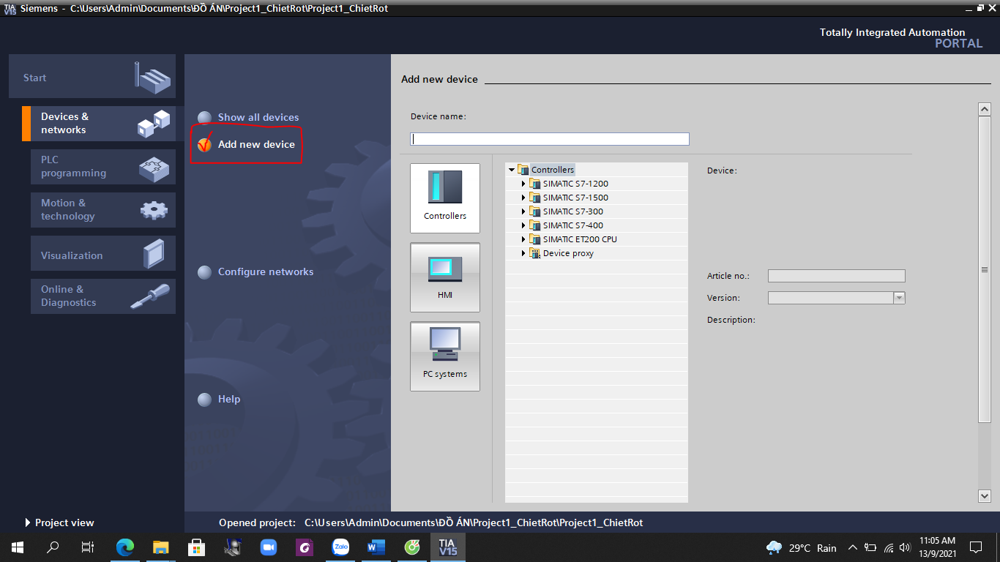 TIA V15 Siemens - C:\Users\Admin\Documents\ĐỒ ÁN\Project1_ChietRot\Project1_ChietRot
Totally Integrated Automation
PORTAL
Start
Devices &
networks
PLC
programming
Motion &
technology
Visualization
Online &
Diagnostics
Show all devices
Add new device
Configure networks
Help
Add new device
Device name:
Controllers
HMI
PC systems
Controllers
SIMATIC S7-1200
SIMATIC S7-1500
SIMATIC S7-300
SIMATIC S7-400
SIMATIC ET200 CPU
Device proxy
Device:
Article no.:
Version:
Description:
Project view
Opened project: C:\Users\Admin\Documents\ĐỒ ÁN\Project1_ChietRot\Project1_ChietRot
Zalo
W
TIA
V15
29°C Rain
11:05 AM
13/9/2021